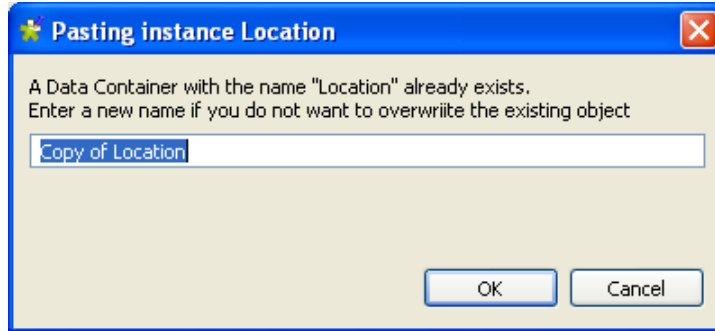 Pasting instance Location
A Data Container with the name "Location" already exists.
Enter a new name if you do not want to overwriite the existing object
Copy of Location
OK
Cancel